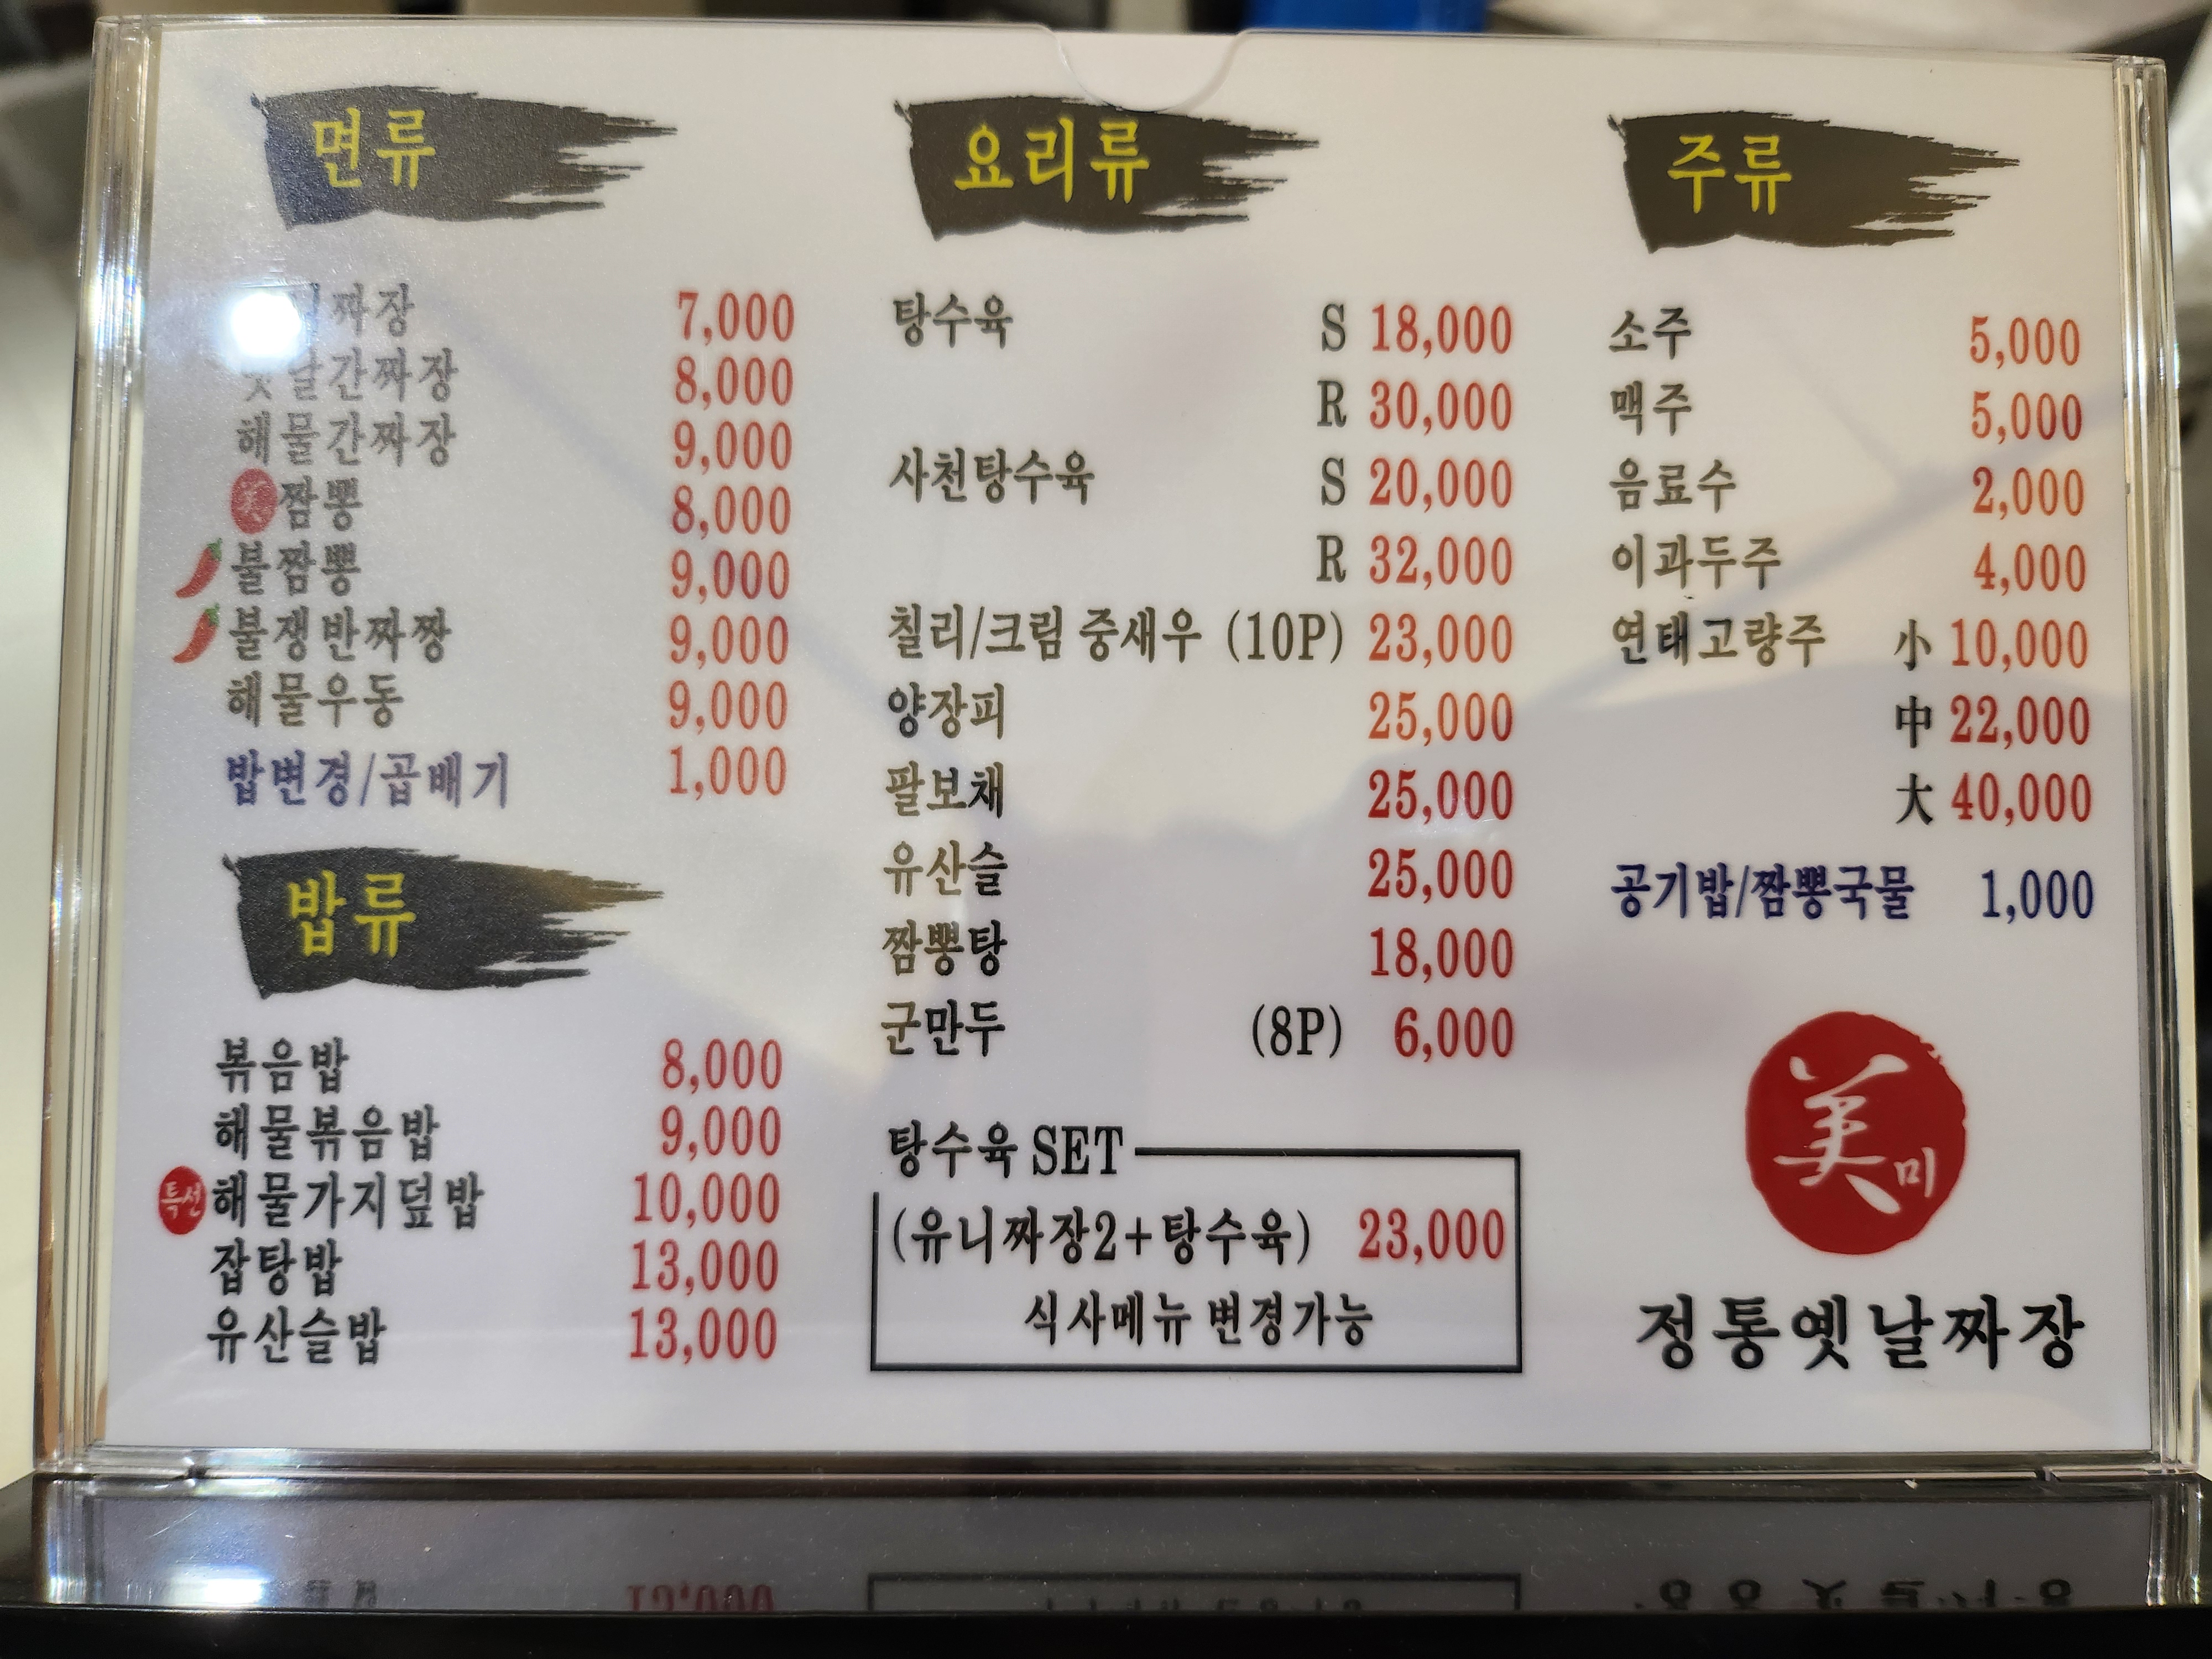 면류
짜장 7,000
날간짜장 8,000
해물간짜장 9,000
美짬뽕 8,000
불짬뽕 9,000
불쟁반짜짱 9,000
해물우동 9,000
밥변경/곱배기 1,000
밥류
볶음밥 8,000
해물볶음밥 9,000
특선 해물가지덮밥 10,000
잡탕밥 13,000
유산슬밥 13,000
요리류
탕수육 S 18,000
R 30,000
사천탕수육 S 20,000
R 32,000
칠리/크림 중새우 (10P) 23,000
양장피 25,000
팔보채 25,000
유산슬 25,000
짬뽕탕 18,000
군만두 (8P) 6,000
탕수육 SET
(유니짜장2+탕수육) 23,000
식사메뉴 변경가능
주류
소주 5,000
맥주 5,000
음료수 2,000
이과두주 4,000
연태고량주 小 10,000
中 22,000
大 40,000
공기밥/짬뽕국물 1,000
美미
정통옛날짜장